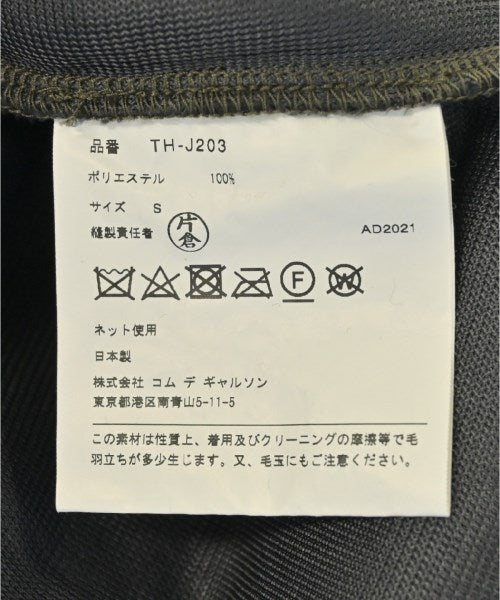 品番 TH-J203
ポリエステル 100%
サイズ S
縫製責任者 片倉 AD2021
F W
ネット使用
日本製
株式会社 コム デ ギャルソン
東京都港区南青山5-11-5
この素材は性質上、着用及びクリーニングの摩擦等で毛
羽立ちが多少生じます。又、毛玉にもご注意ください。